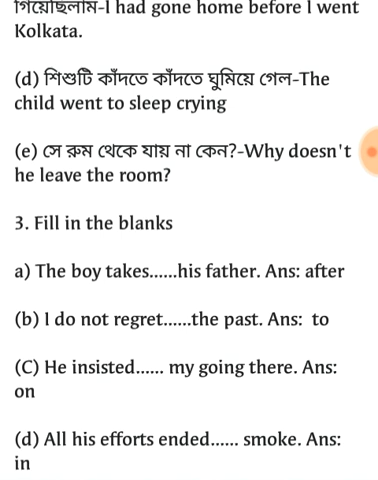 গিয়েছিলাম-I had gone home before I went
Kolkata.
(d) শিশুটি কাঁদতে কাঁদতে ঘুমিয়ে গেল-The
child went to sleep crying
(e) সে রুম থেকে যায় না কেন?-Why doesn't
he leave the room?
3. Fill in the blanks
a) The boy takes......his father. Ans: after
(b) I do not regret......the past. Ans: to
(C) He insisted...... my going there. Ans:
on
(d) All his efforts ended...... smoke. Ans:
in